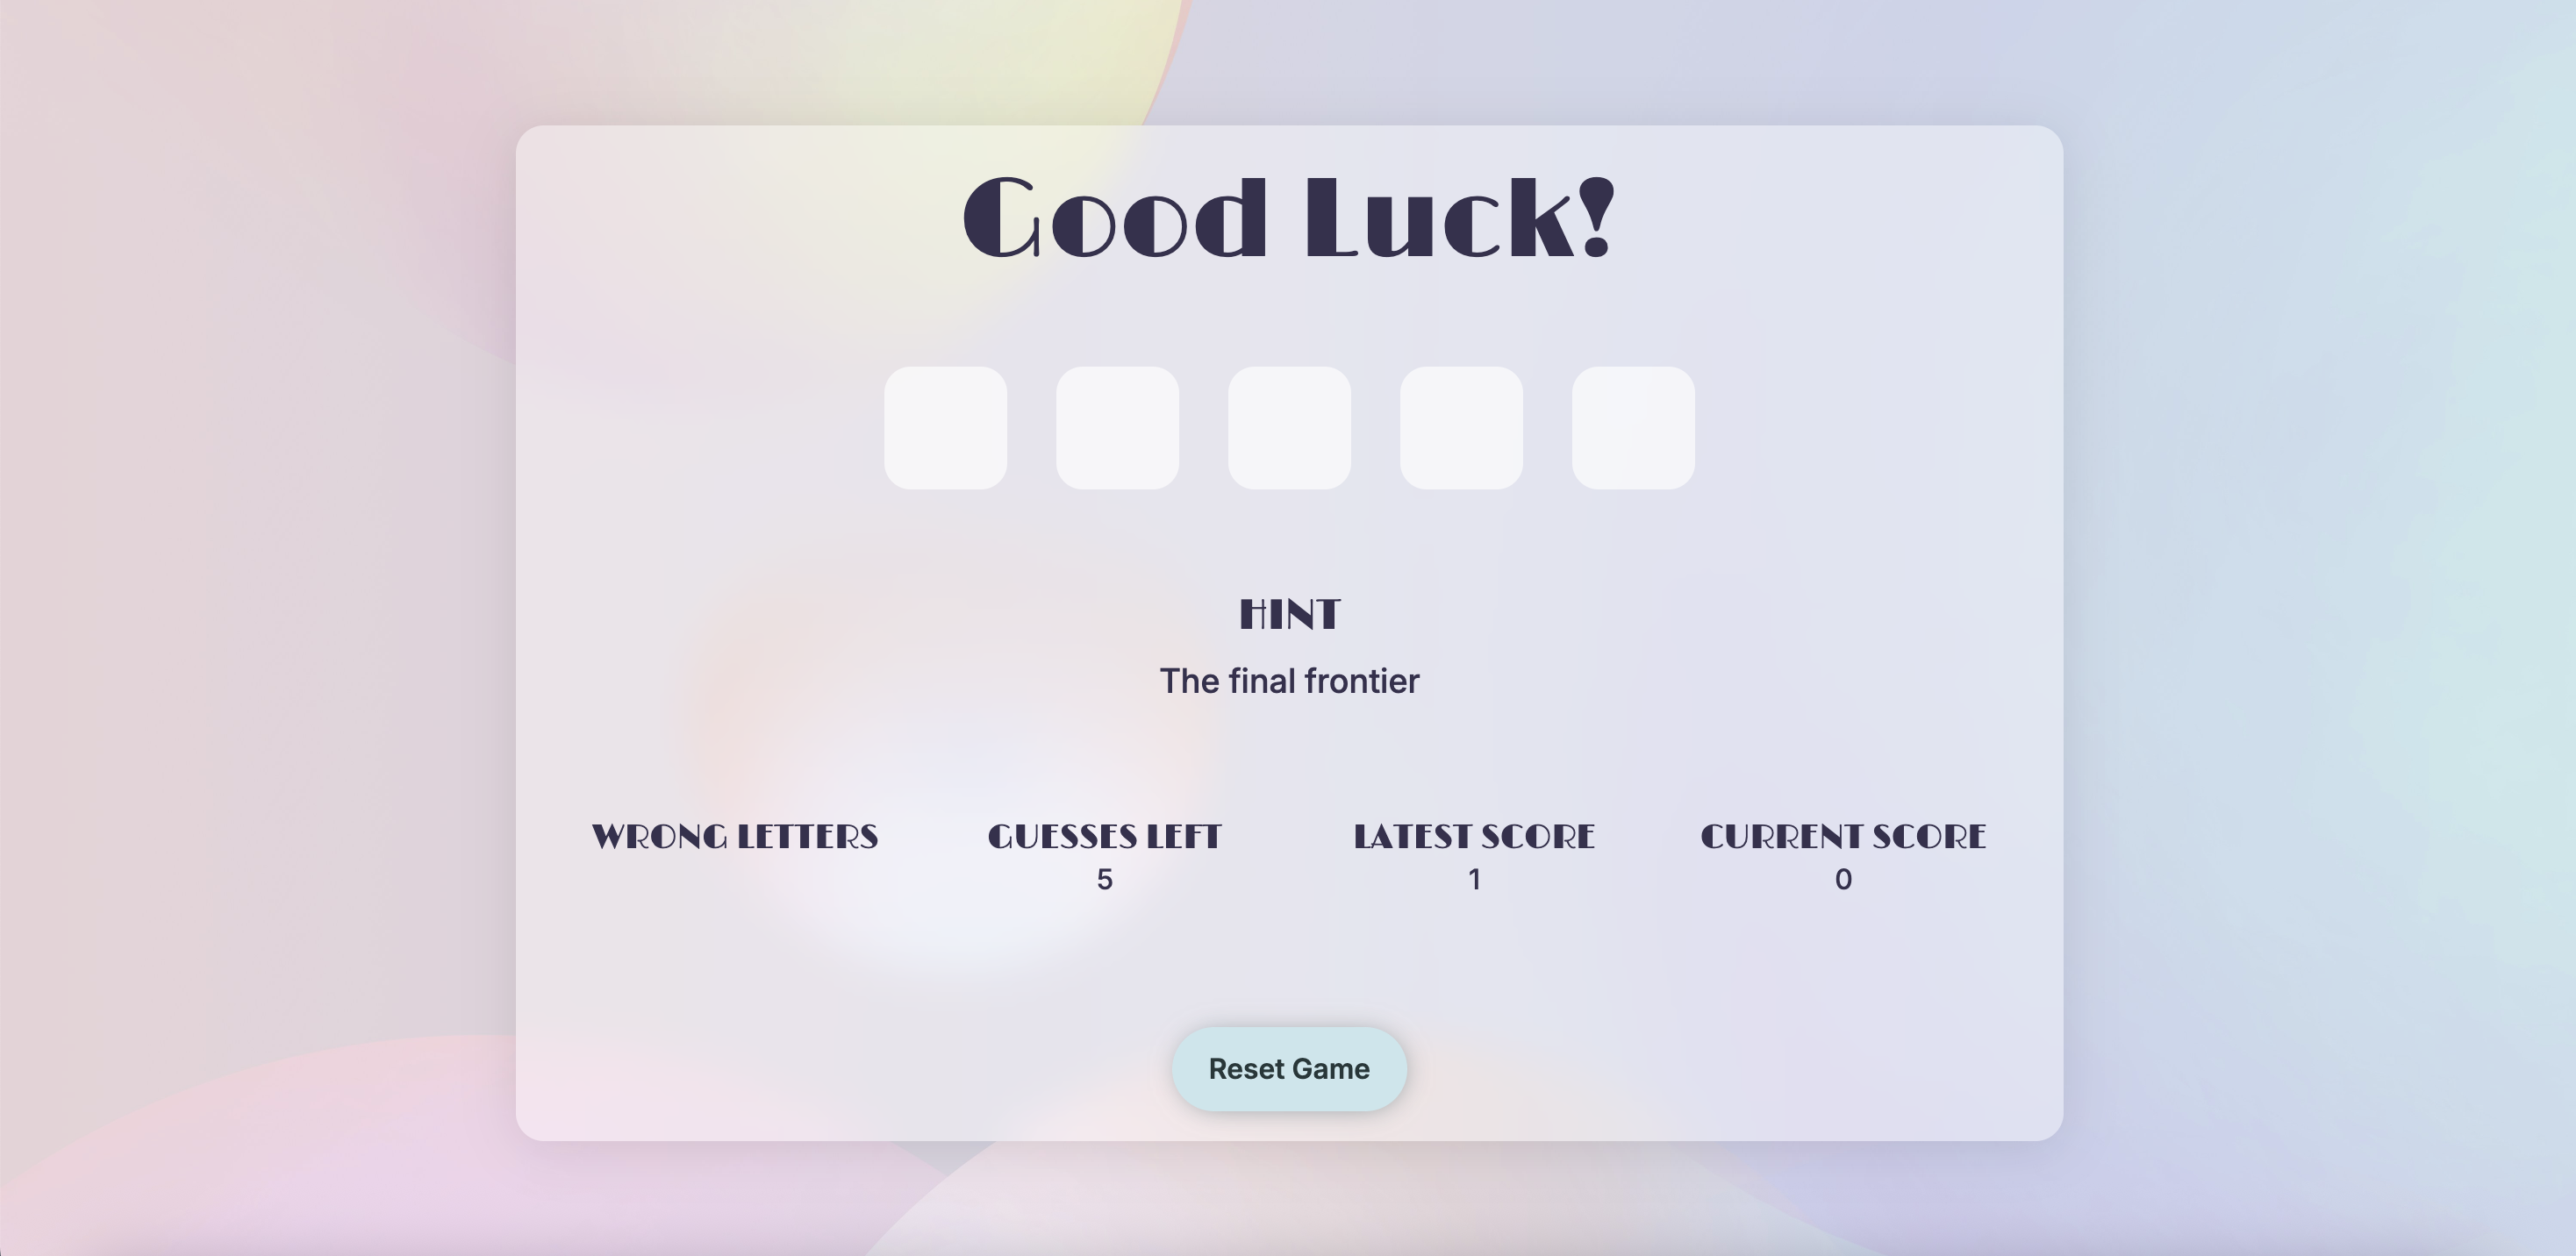 Good Luck!
HINT
The final frontier
WRONG LETTERS
GUESSES LEFT
5
LATEST SCORE
1
CURRENT SCORE
0
Reset Game